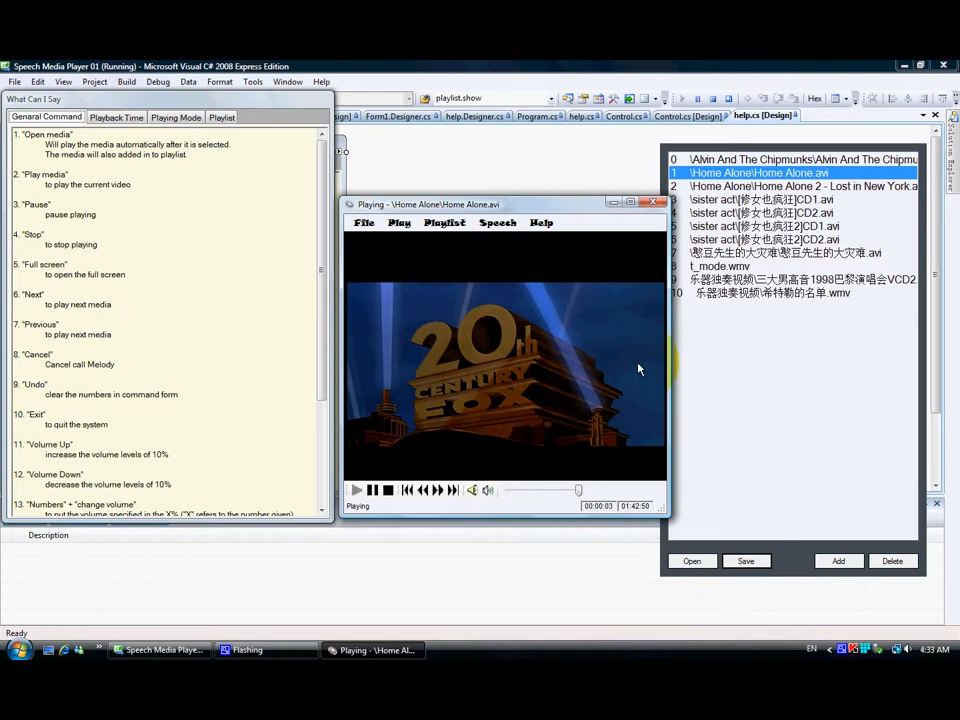 Speech Media Player 01 (Running) - Microsoft Visual C# 2008 Express Edition
File Edit View Project Build Debug Data Format Tools Window Help
What Can I Say
playlist.show
Hex
General Command Playback Time Playing Mode Playlist
Form1.Designer.cs help.Designer.cs Program.cs help.cs Control.cs Control.cs [Design] help.cs [Design]
Solution Explorer
1. "Open media"
Will play the media automatically after it is selected.
The media will also added in to playlist.
2. "Play media"
to play the current video
3. "Pause"
pause playing
4. "Stop"
to stop playing
5. "Full screen"
to open the full screen
6. "Next"
to play next media
7. "Previous"
to play next media
8. "Cancel"
Cancel call Melody
9. "Undo"
clear the numbers in command form
10. "Exit"
to quit the system
11. "Volume Up"
increase the volume levels of 10%
12. "Volume Down"
decrease the volume levels of 10%
13. "Numbers" + "change volume"
to put the volume specified in the X% ("X" refers to the number given)
Playing - \Home Alone\Home Alone.avi
File Play Playlist Speech Help
20th
CENTURY
FOX
Playing
00:00:03 01:42:50
0 \Alvin And The Chipmunks\Alvin And The Chipmu
1 \Home Alone\Home Alone.avi
2 \Home Alone\Home Alone 2 - Lost in New York.a
3 \sister act\[修女也疯狂]CD1.avi
4 \sister act\[修女也疯狂]CD2.avi
5 \sister act\[修女也疯狂2]CD1.avi
6 \sister act\[修女也疯狂2]CD2.avi
7 \憨豆先生的大灾难\憨豆先生的大灾难.avi
8 t_mode.wmv
9 乐器独奏视频\三大男高音1998巴黎演唱会VCD2.
10 乐器独奏视频\希特勒的名单.wmv
Open Save Add Delete
Description
Ready
Speech Media Playe... Flashing Playing - \Home Al...
EN 4:33 AM